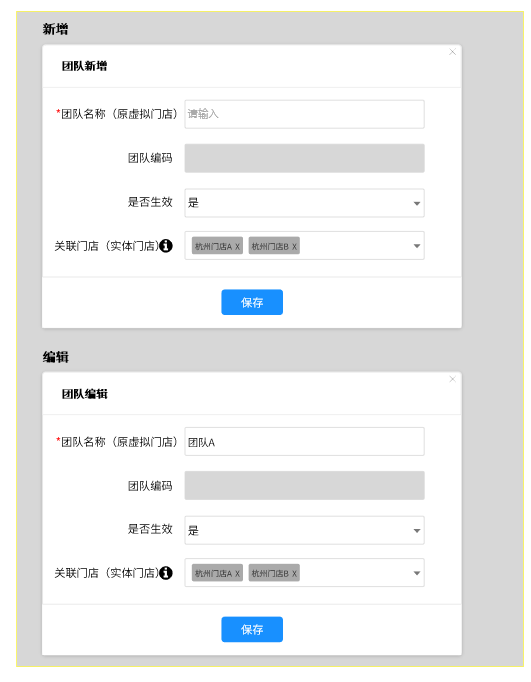 新增
团队新增
*团队名称（原虚拟门店） 请输入
团队编码
是否生效 是
关联门店（实体门店） 杭州门店A X 杭州门店B X
保存
编辑
团队编辑
*团队名称（原虚拟门店） 团队A
团队编码
是否生效 是
关联门店（实体门店） 杭州门店A X 杭州门店B X
保存